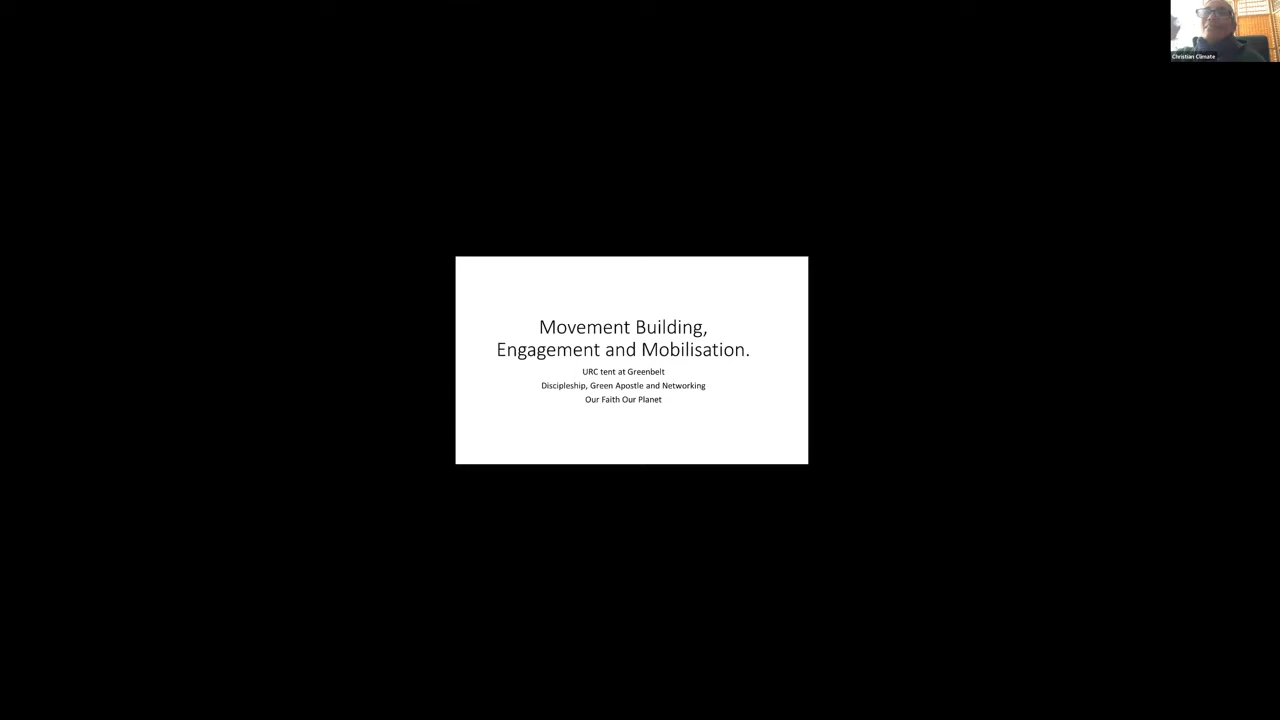 Christian Climate
Movement Building,
Engagement and Mobilisation.
URC tent at Greenbelt
Discipleship, Green Apostle and Networking
Our Faith Our Planet